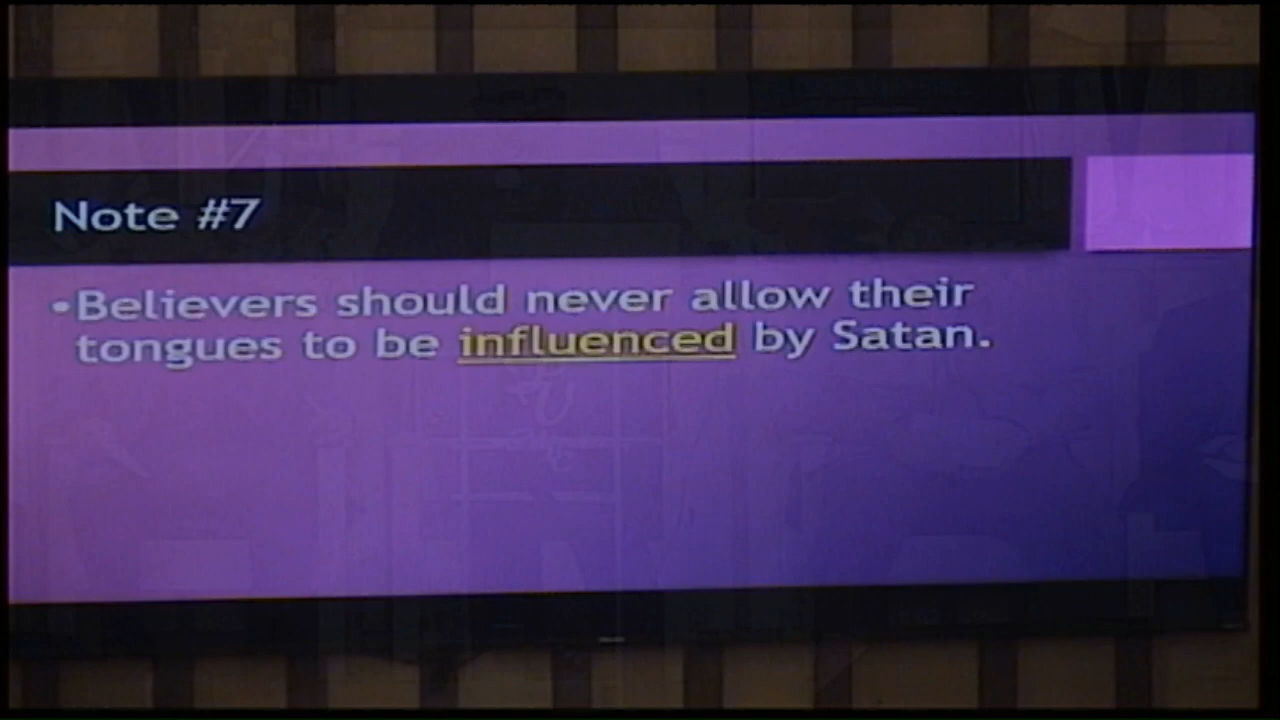 Note #7
•Believers should never allow their
tongues to be influenced by Satan.